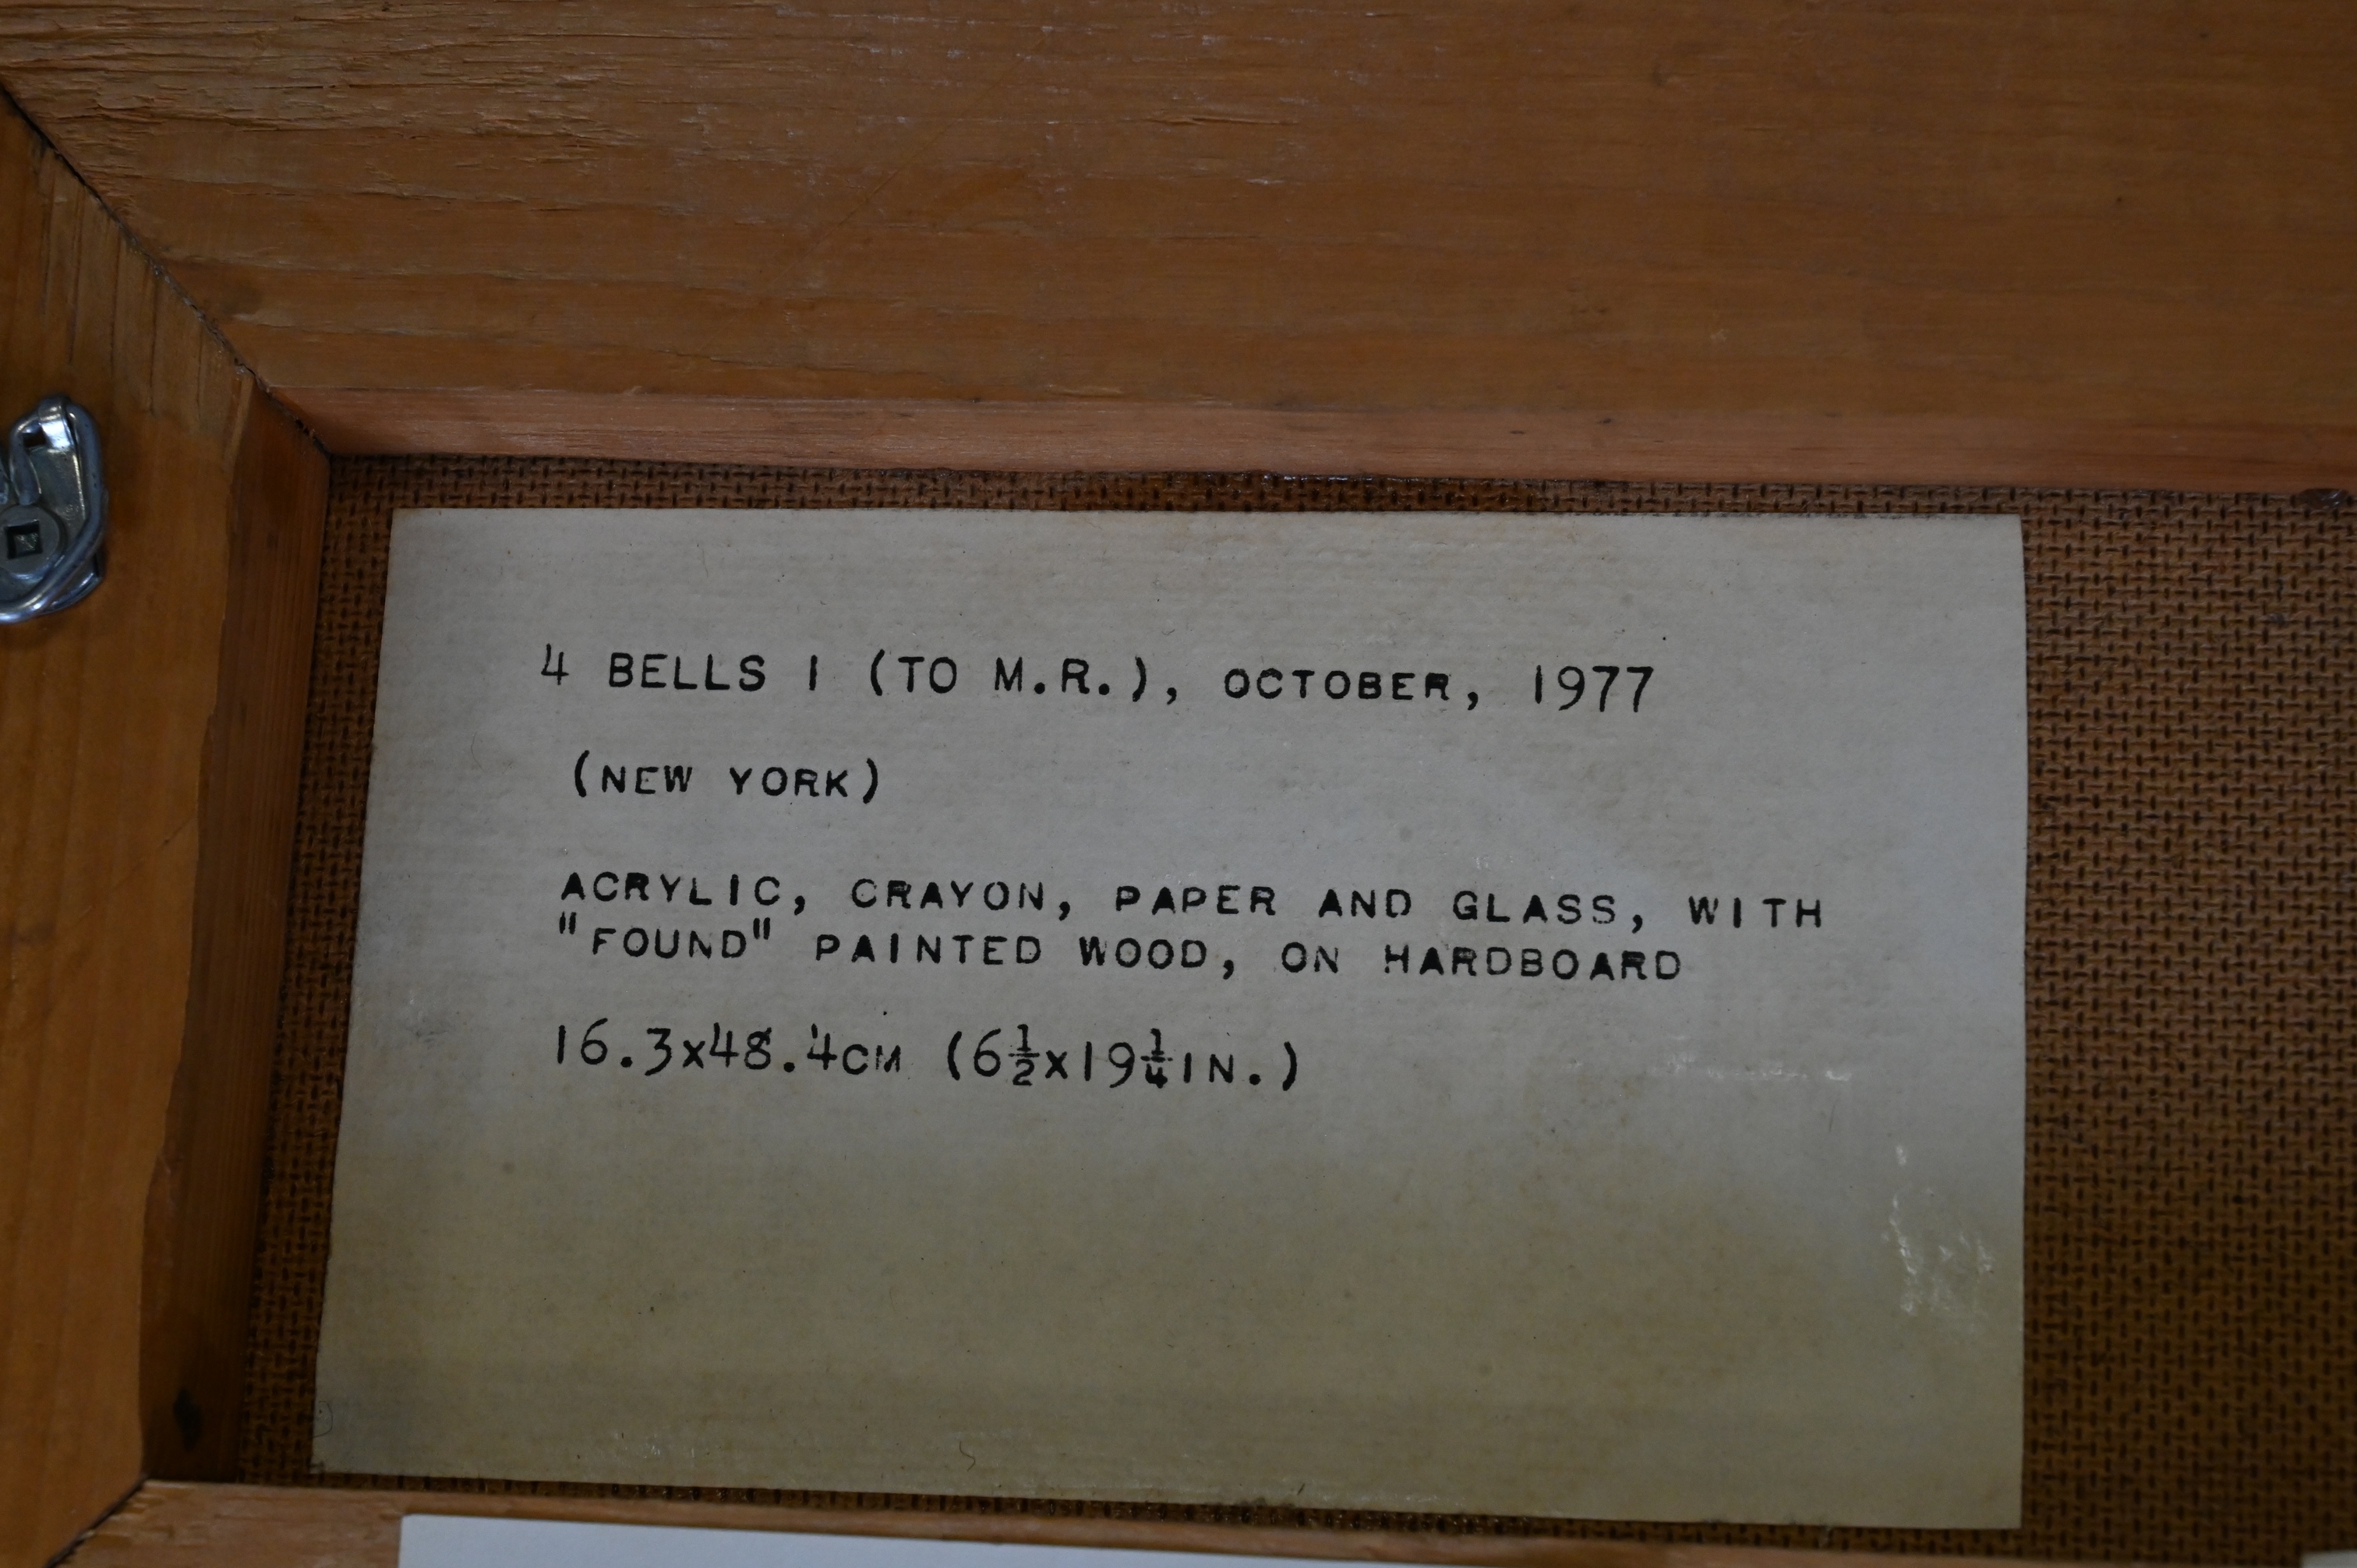 4 BELLS 1 (TO M.R.), OCTOBER, 1977
(NEW YORK)
ACRYLIC, CRAYON, PAPER AND GLASS, WITH
"FOUND" PAINTED WOOD, ON HARDBOARD
16.3x48.4CM (6½x19¼IN.)